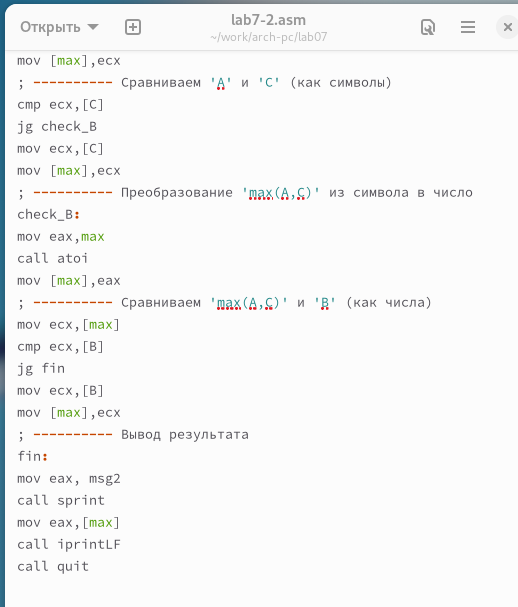 Открыть
lab7-2.asm
~/work/arch-pc/lab07
mov [max],ecx
; ---------- Сравниваем 'A' и 'C' (как символы)
cmp ecx,[C]
jg check_B
mov ecx,[C]
mov [max],ecx
; ---------- Преобразование 'max(A,C)' из символа в число
check_B:
mov eax,max
call atoi
mov [max],eax
; ---------- Сравниваем 'max(A,C)' и 'B' (как числа)
mov ecx,[max]
cmp ecx,[B]
jg fin
mov ecx,[B]
mov [max],ecx
; ---------- Вывод результата
fin:
mov eax, msg2
call sprint
mov eax,[max]
call iprintLF
call quit